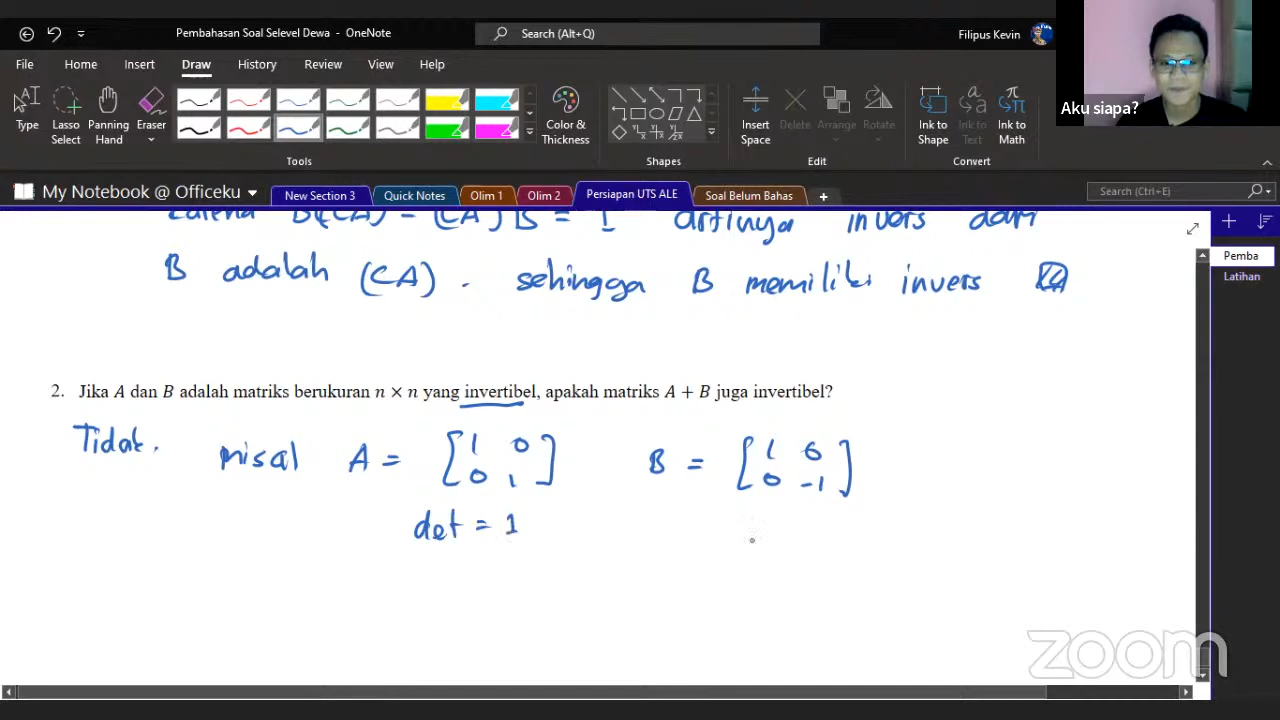 Pembahasan Soal Selevel Dewa - OneNote
Search (Alt+Q)
Filipus Kevin
File Home Insert Draw History Review View Help
Aku siapa?
Type
Lasso Select
Panning Hand
Eraser
Color & Thickness
Insert Space
Delete
Arrange
Rotate
Ink to Shape
Ink to Text
Ink to Math
Tools
Shapes
Edit
Convert
My Notebook @ Officeku
New Section 3
Quick Notes
Olim 1
Olim 2
Persiapan UTS ALE
Soal Belum Bahas
Search (Ctrl+E)
Pemba
Latihan
karena B(CA) = (CA) B = I artinya invers dari
B adalah (CA). sehingga B memiliki invers
2. Jika A dan B adalah matriks berukuran n × n yang invertibel, apakah matriks A + B juga invertibel?
Tidak. misal A = [1 0 B = [1 0
0 1] 0 -1]
det = 1
zoom